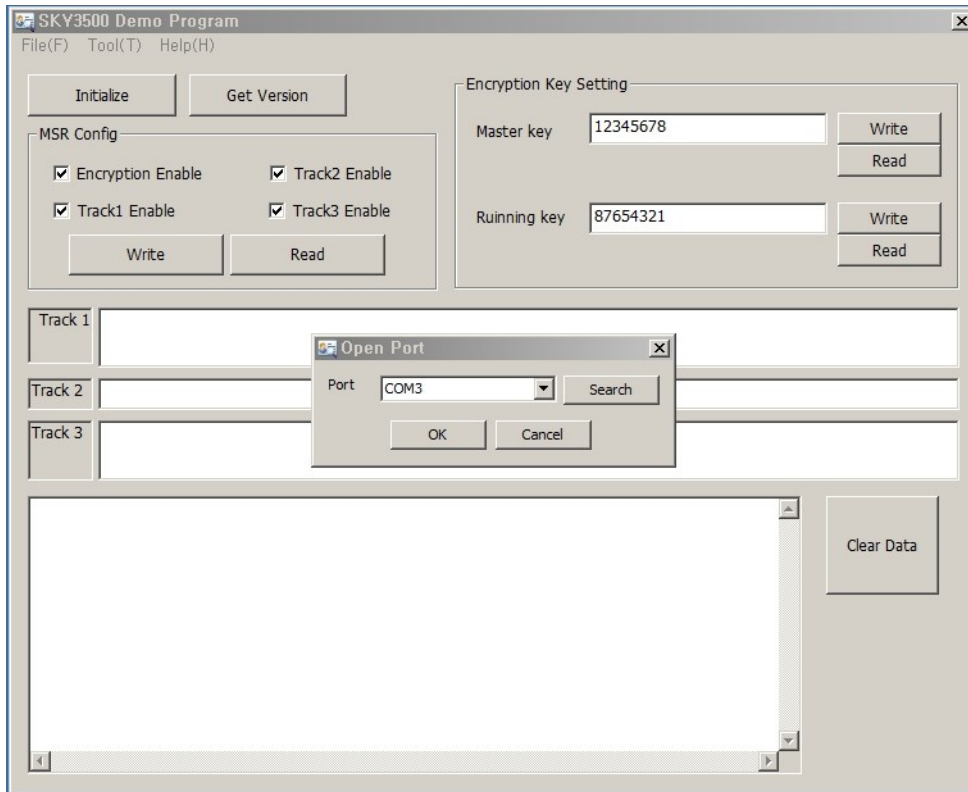 SKY3500 Demo Program
File(F) Tool(T) Help(H)
Initialize Get Version
MSR Config
Encryption Enable Track2 Enable
Track1 Enable Track3 Enable
Write Read
Encryption Key Setting
Master key 12345678 Write
Read
Ruinning key 87654321 Write
Read
Track 1
Track 2
Track 3
Open Port
Port COM3 Search
OK Cancel
Clear Data